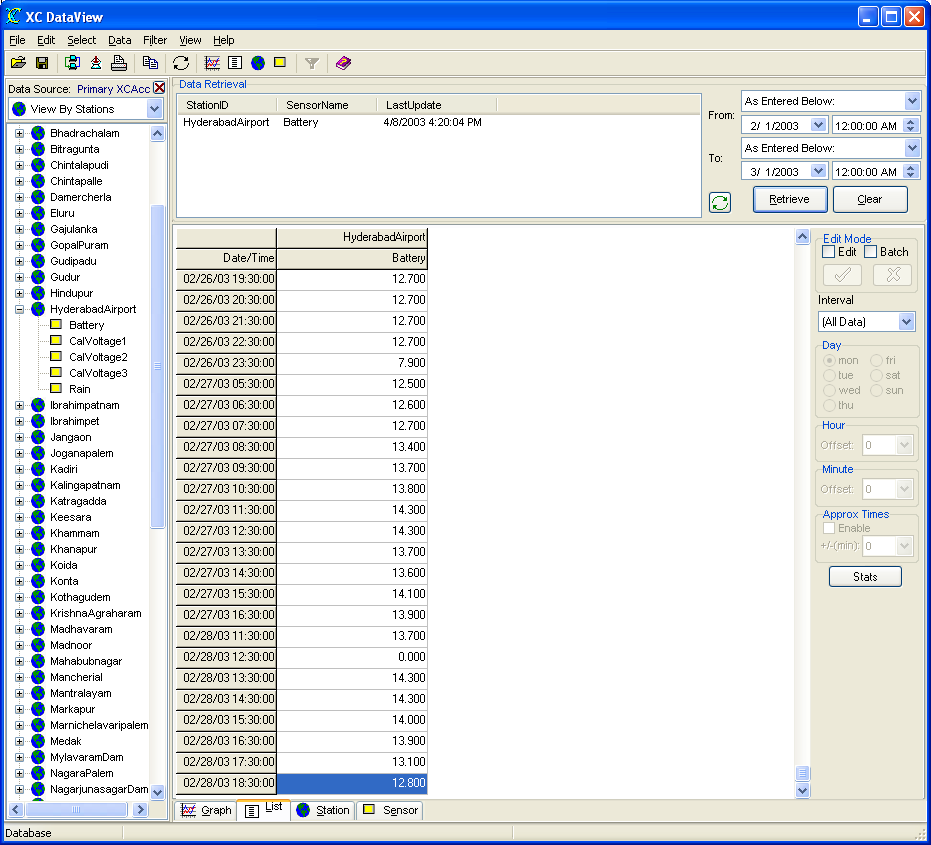 XC DataView
File Edit Select Data Filter View Help
Data Source: Primary XCAcc
View By Stations
Bhadrachalam
Bitragunta
Chintalapudi
Chintapalle
Damercherla
Eluru
Gajulanka
GopalPuram
Gudipadu
Gudur
Hindupur
HyderabadAirport
Battery
CalVoltage1
CalVoltage2
CalVoltage3
Rain
Ibrahimpatnam
Ibrahimpet
Jangaon
Joganapalem
Kadiri
Kalingapatnam
Katragadda
Keesara
Khammam
Khanapur
Koida
Konta
Kothagudem
KrishnaAgraharam
Madhavaram
Madnoor
Mahabubnagar
Mancherial
Mantralayam
Markapur
Marnichelavaripalem
Medak
MylavaramDam
NagaraPalem
NagarjunasagarDam
Data Retrieval
StationID SensorName LastUpdate
HyderabadAirport Battery 4/8/2003 4:20:04 PM
From:
As Entered Below:
2/ 1/2003 12:00:00 AM
To:
As Entered Below:
3/ 1/2003 12:00:00 AM
Retrieve Clear
HyderabadAirport
Date/Time Battery
02/26/03 19:30:00 12.700
02/26/03 20:30:00 12.700
02/26/03 21:30:00 12.700
02/26/03 22:30:00 12.700
02/26/03 23:30:00 7.900
02/27/03 05:30:00 12.500
02/27/03 06:30:00 12.600
02/27/03 07:30:00 12.700
02/27/03 08:30:00 13.400
02/27/03 09:30:00 13.700
02/27/03 10:30:00 13.800
02/27/03 11:30:00 14.300
02/27/03 12:30:00 14.300
02/27/03 13:30:00 13.700
02/27/03 14:30:00 13.600
02/27/03 15:30:00 14.100
02/27/03 16:30:00 13.900
02/28/03 11:30:00 13.700
02/28/03 12:30:00 0.000
02/28/03 13:30:00 14.300
02/28/03 14:30:00 14.300
02/28/03 15:30:00 14.000
02/28/03 16:30:00 13.900
02/28/03 17:30:00 13.100
02/28/03 18:30:00 12.800
Graph List Station Sensor
Edit Mode
Edit Batch
Interval
(All Data)
Day
mon fri
tue sat
wed sun
thu
Hour
Offset: 0
Minute
Offset: 0
Approx Times
Enable
+/-(min): 0
Stats
Database